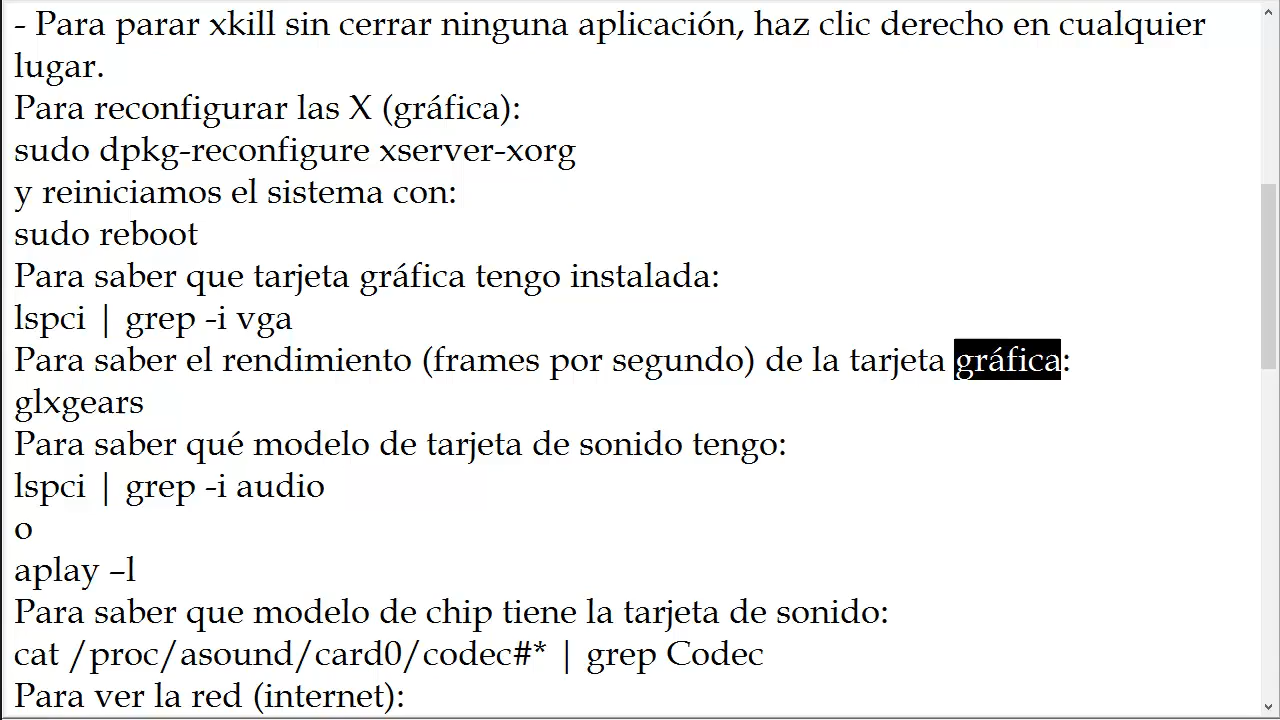 - Para parar xkill sin cerrar ninguna aplicación, haz clic derecho en cualquier
lugar.
Para reconfigurar las X (gráfica):
sudo dpkg-reconfigure xserver-xorg
y reiniciamos el sistema con:
sudo reboot
Para saber que tarjeta gráfica tengo instalada:
lspci | grep -i vga
Para saber el rendimiento (frames por segundo) de la tarjeta gráfica:
glxgears
Para saber qué modelo de tarjeta de sonido tengo:
lspci | grep -i audio
o
aplay –l
Para saber que modelo de chip tiene la tarjeta de sonido:
cat /proc/asound/card0/codec#* | grep Codec
Para ver la red (internet):